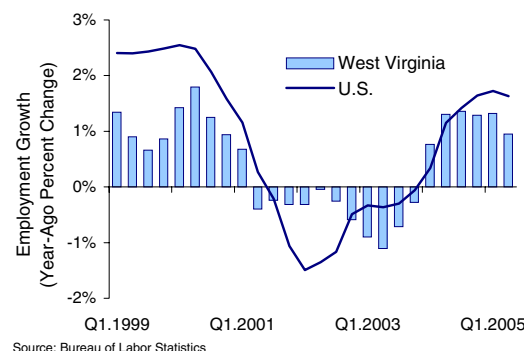 3%
2%
1%
0%
-1%
-2%
Employment Growth
(Year-Ago Percent Change)
West Virginia
U.S.
Q1.1999
Q1.2001
Q1.2003
Q1.2005
Source: Bureau of Labor Statistics